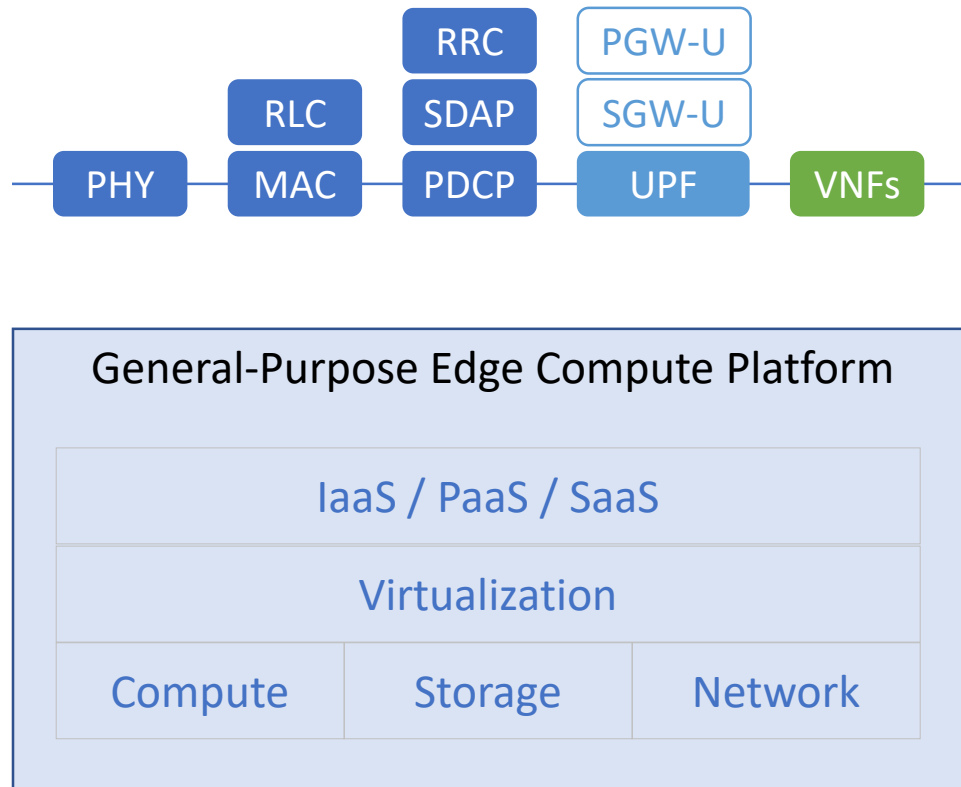 RRC PGW-U
RLC SDAP SGW-U
PHY MAC PDCP UPF VNFs
General-Purpose Edge Compute Platform
IaaS / PaaS / SaaS
Virtualization
Compute Storage Network